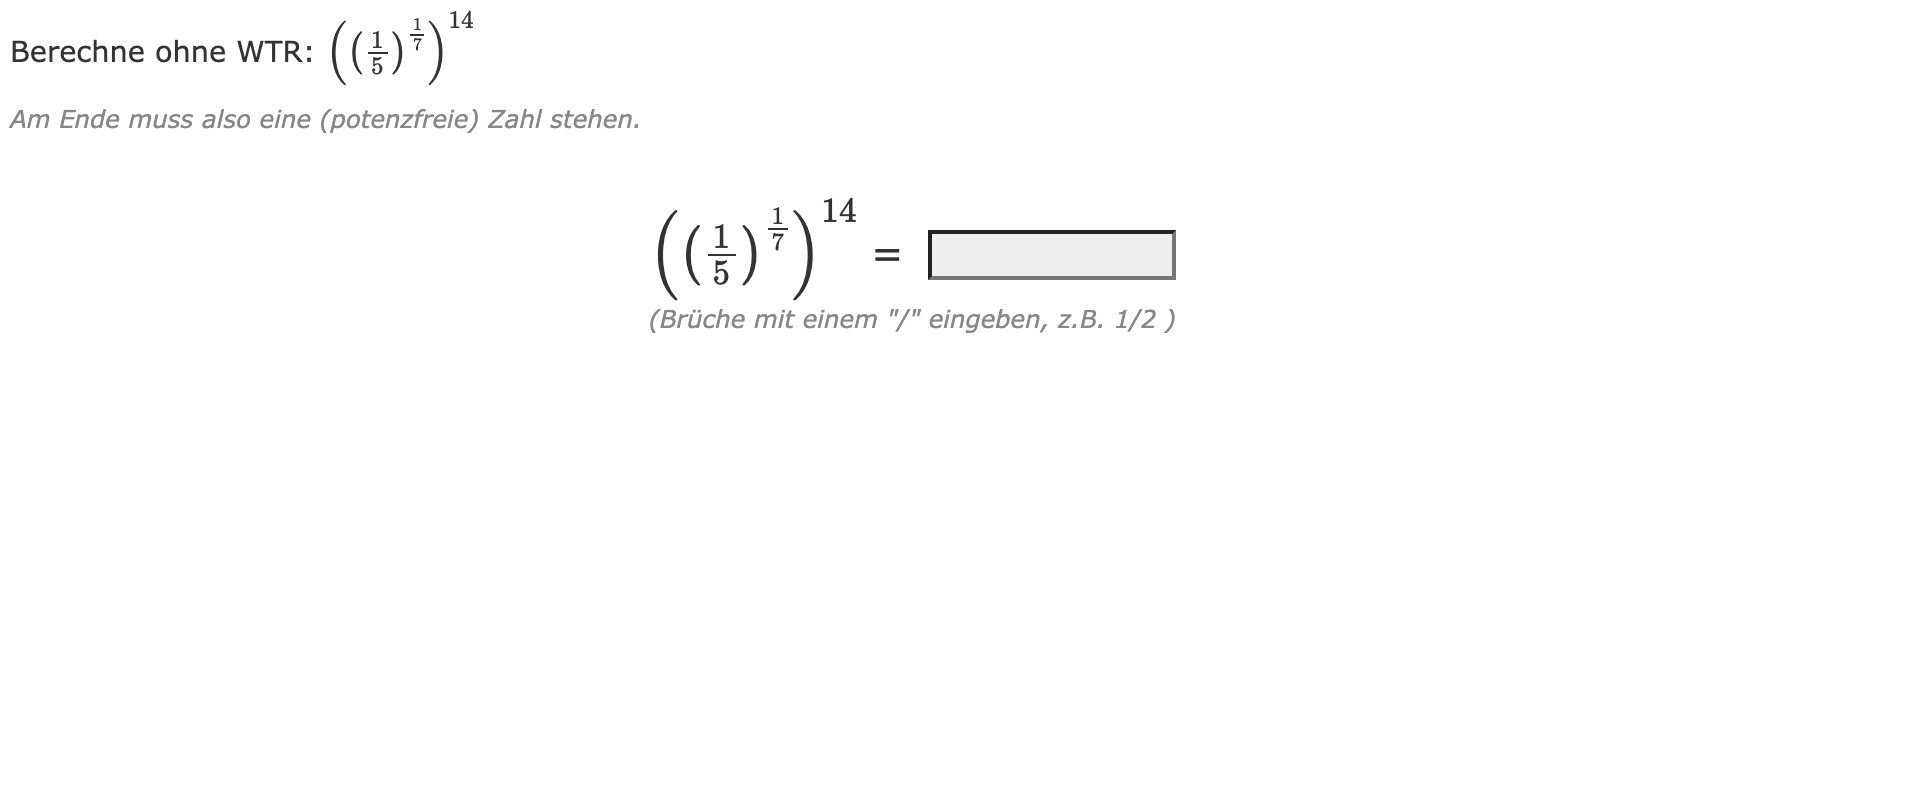 Berechne ohne WTR: \left(\left(\frac{1}{5}\right)^{\frac{1}{7}}\right)^{14}
Am Ende muss also eine (potenzfreie) Zahl stehen.
\left(\left(\frac{1}{5}\right)^{\frac{1}{7}}\right)^{14} =
(Brüche mit einem "/" eingeben, z.B. 1/2 )